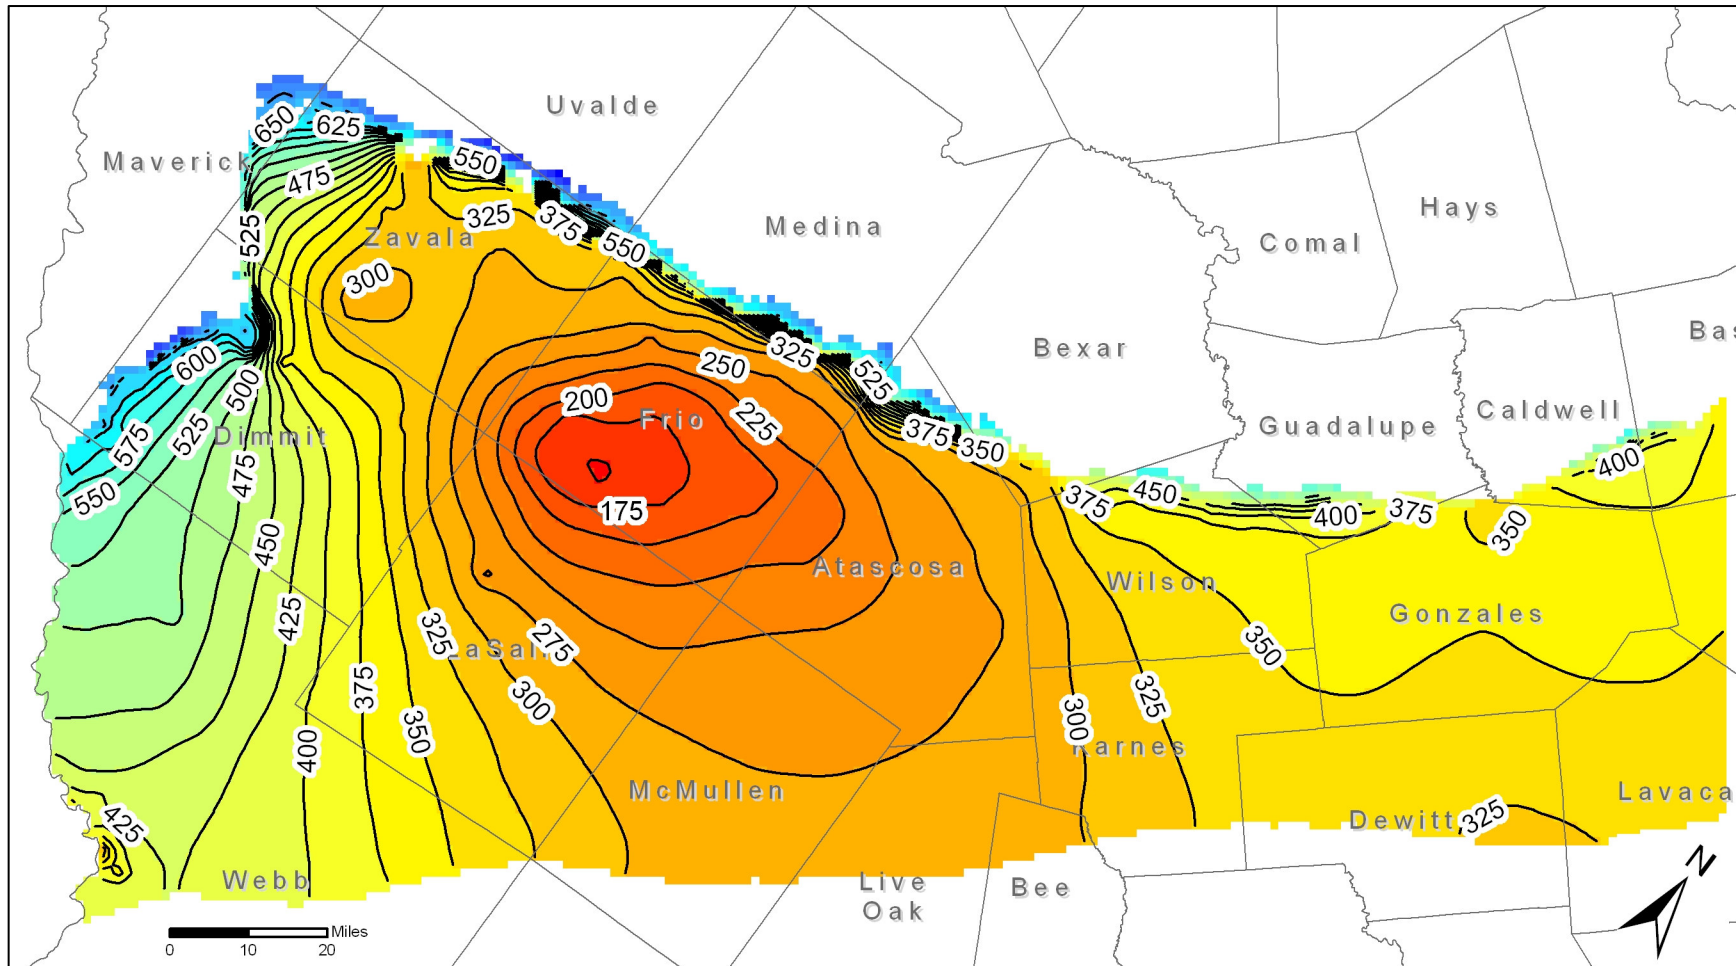 Uvalde
650
625
550
Maverick
475
Hays
325
375
Medina
525
Zavala
550
Comal
300
Bas
325
Bexar
600
250
525
500
200
Caldwell
Frio
225
Guadalupe
375
Dimmit
575
525
350
400
475
375
450
550
175
400
375
350
450
Atascosa
Wilson
425
Gonzales
325
275
LaSall
350
375
300
325
350
300
400
Karnes
McMullen
Lavaca
425
Dewitt
325
N
Webb
Live
Oak
Bee
Miles
0 10 20